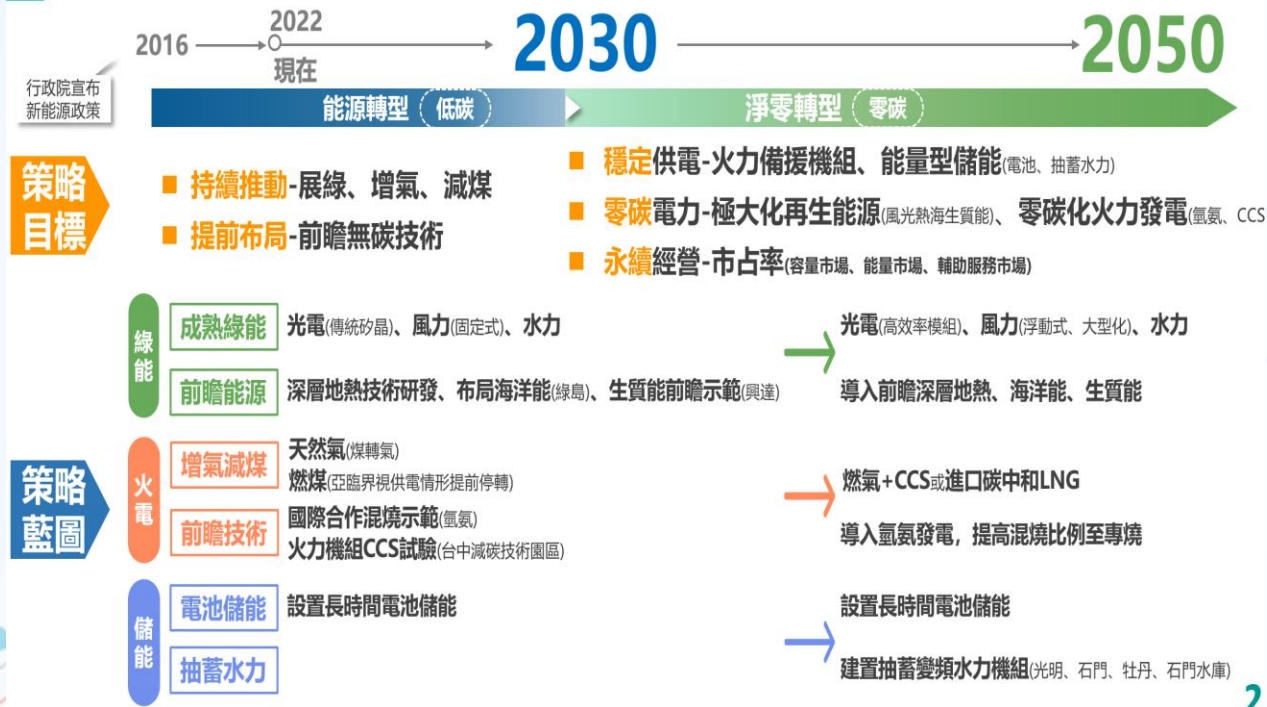 2016
2022
現在
2030
2050
行政院宣布
新能源政策
能源轉型 低碳
淨零轉型 零碳
策略
目標
■ 持續推動-展綠、增氣、減煤
■ 提前布局-前瞻無碳技術
■ 穩定供電-火力備援機組、能量型儲能(電池、抽蓄水力)
■ 零碳電力-極大化再生能源(風光熱海生質能)、零碳化火力發電(氫氨、CCS
■ 永續經營-市占率(容量市場、能量市場、輔助服務市場)
策略
藍圖
綠能
成熟綠能 光電(傳統矽晶)、風力(固定式)、水力
光電(高效率模組)、風力(浮動式、大型化)、水力
前瞻能源 深層地熱技術研發、布局海洋能(綠島)、生質能前瞻示範(興達)
導入前瞻深層地熱、海洋能、生質能
火電
增氣減煤
天然氣(煤轉氣)
燃煤(亞臨界視供電情形提前停轉)
燃氣+CCS或進口碳中和LNG
前瞻技術
國際合作混燒示範(氫氨)
火力機組CCS試驗(台中減碳技術園區)
導入氫氨發電，提高混燒比例至專燒
儲能
電池儲能 設置長時間電池儲能
設置長時間電池儲能
抽蓄水力
建置抽蓄變頻水力機組(光明、石門、牡丹、石門水庫)
2